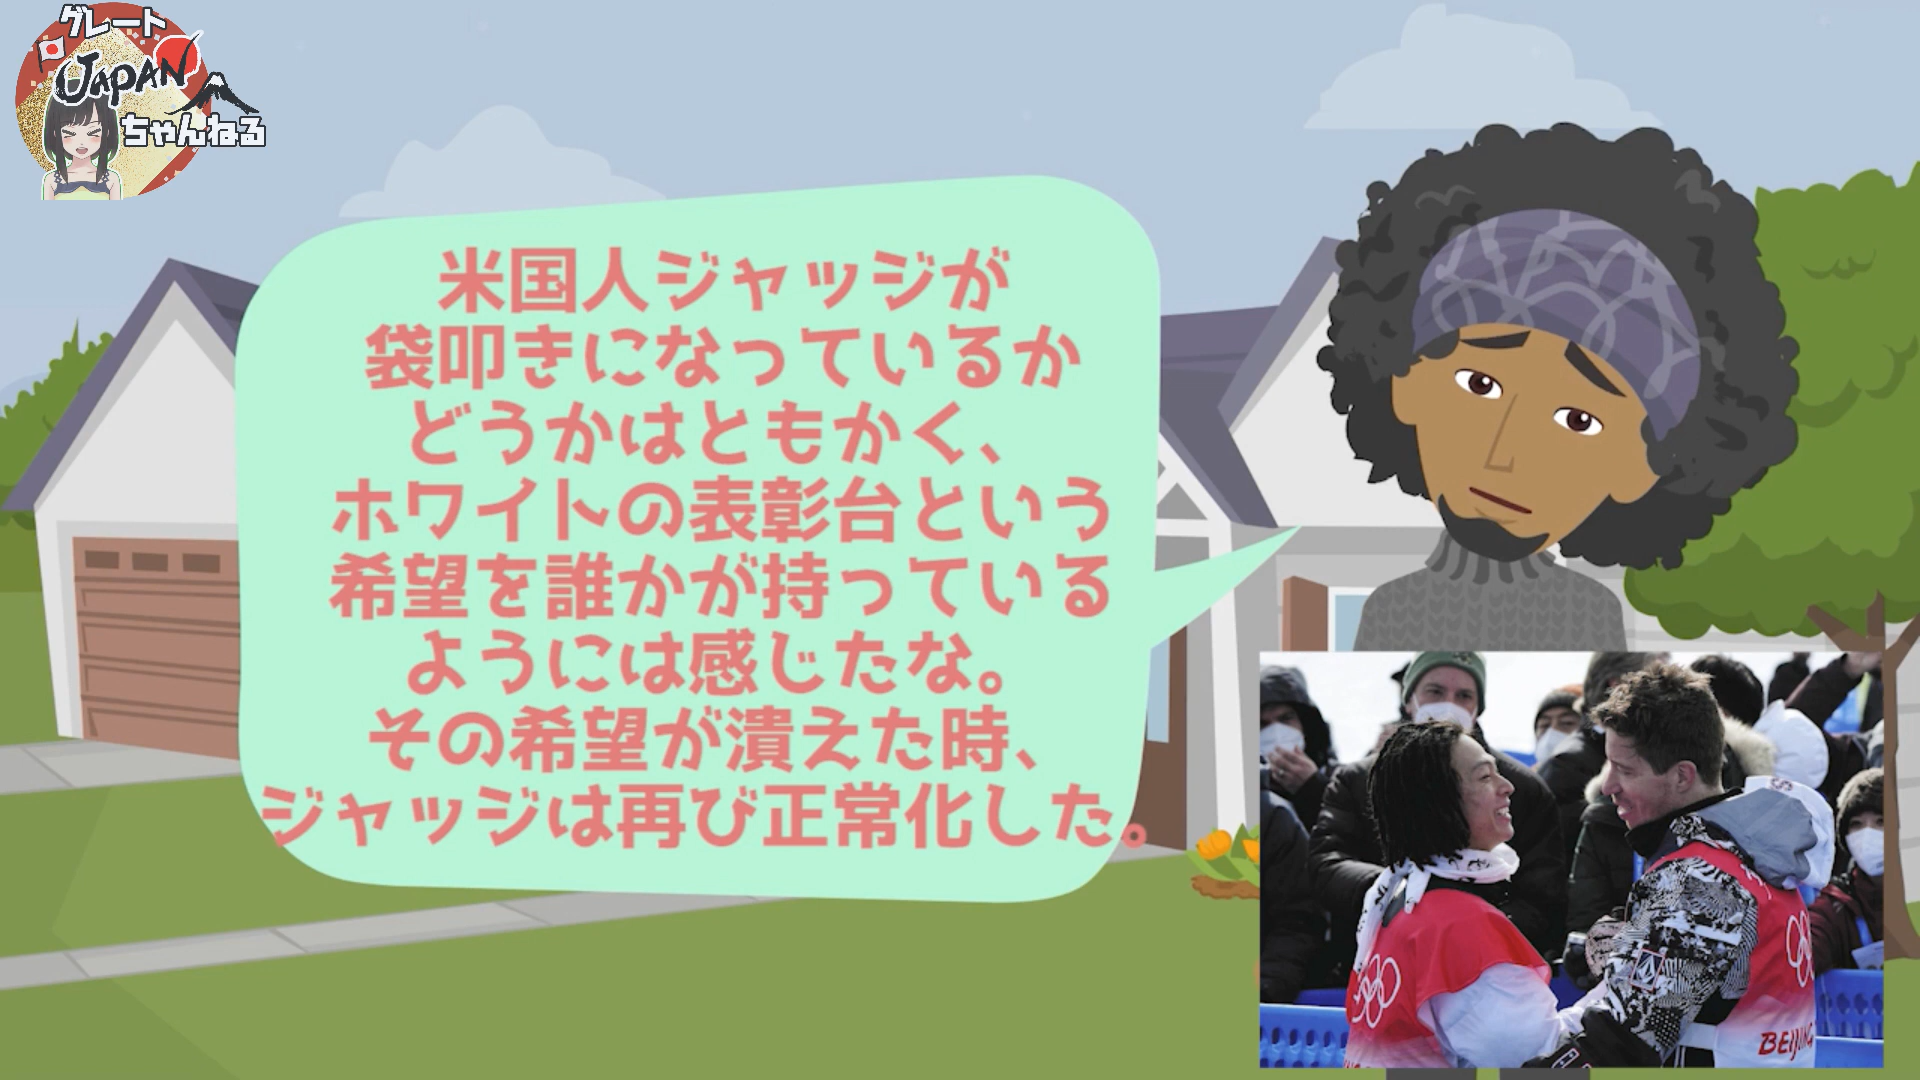 グレート
JAPAN
ちゃんねる
米国人ジャッジが
袋叩きになっているか
どうかはともかく、
ホワイトの表彰台という
希望を誰かが持っている
ようには感じたな。
その希望が潰えた時、
ジャッジは再び正常化した。
BEIJING